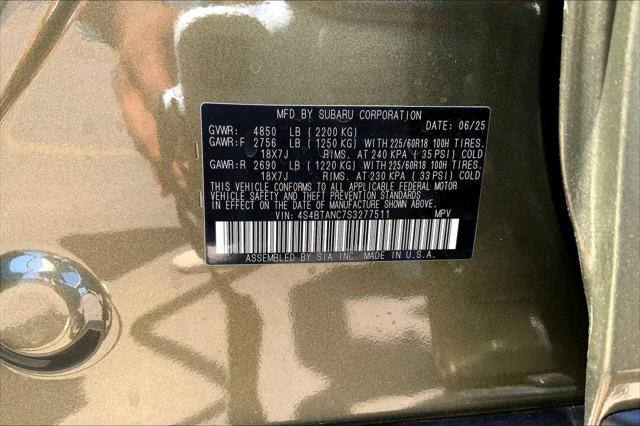 MFD BY SUBARU CORPORATION
GVWR: 4850 LB (2200 KG) DATE: 06/25
GAWR:F 2756 LB (1250 KG) WITH 225/60R18 100H TIRES.
18X7J RIMS. AT 240 KPA (35 PSI) COLD
GAWR:R 2690 LB (1220 KG) WITH 225/60R18 100H TIRES.
18X7J RIMS. AT 230 KPA (33 PSI) COLD
THIS VEHICLE CONFORMS TO ALL APPLICABLE FEDERAL MOTOR
VEHICLE SAFETY AND THEFT PREVENTION STANDARDS
IN EFFECT ON THE DATE OF MANUFACTURE SHOWN ABOVE.
VIN: 4S4BTANC7S3277511 MPV
ASSEMBLED BY SIA INC. MADE IN U.S.A.